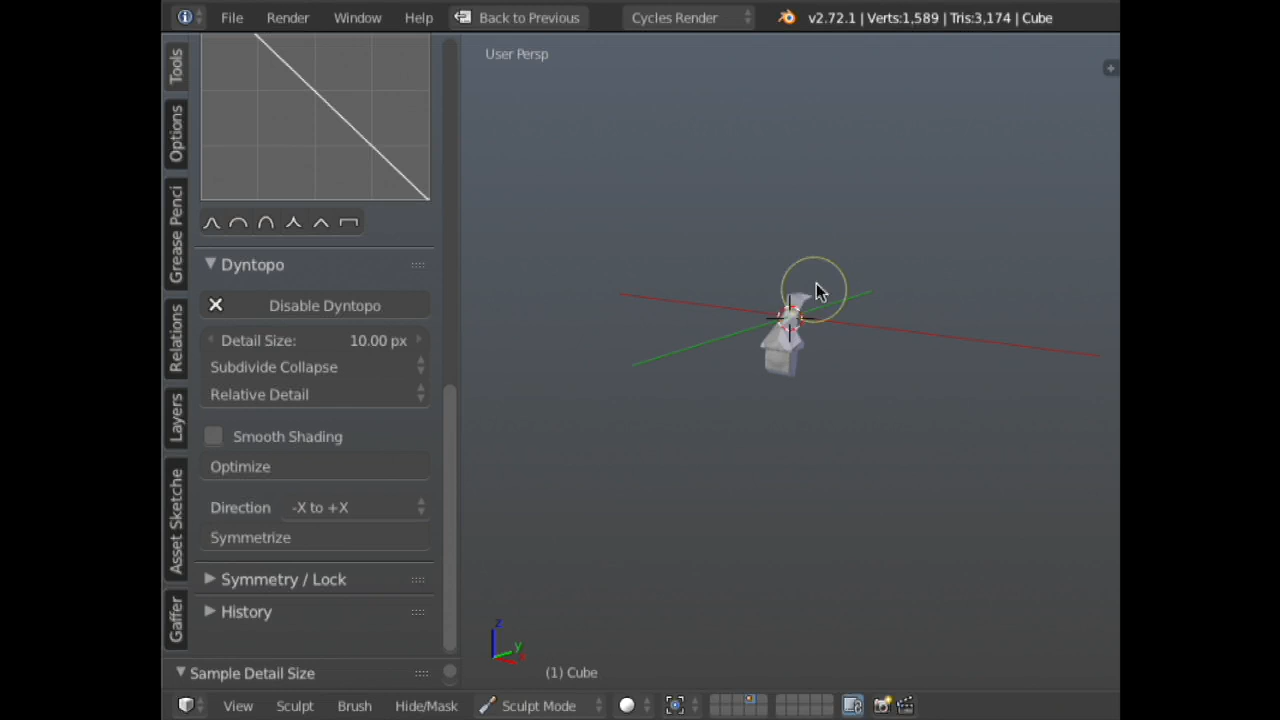 File Render Window Help Back to Previous Cycles Render v2.72.1 | Verts:1,589 | Tris:3,174 | Cube
User Persp
Tools
Options
Grease Penci
Relations
Layers
Asset Sketche
Gaffer
Dyntopo
Disable Dyntopo
Detail Size: 10.00 px
Subdivide Collapse
Relative Detail
Smooth Shading
Optimize
Direction -X to +X
Symmetrize
Symmetry / Lock
History
Sample Detail Size
z
y
x
(1) Cube
View Sculpt Brush Hide/Mask Sculpt Mode